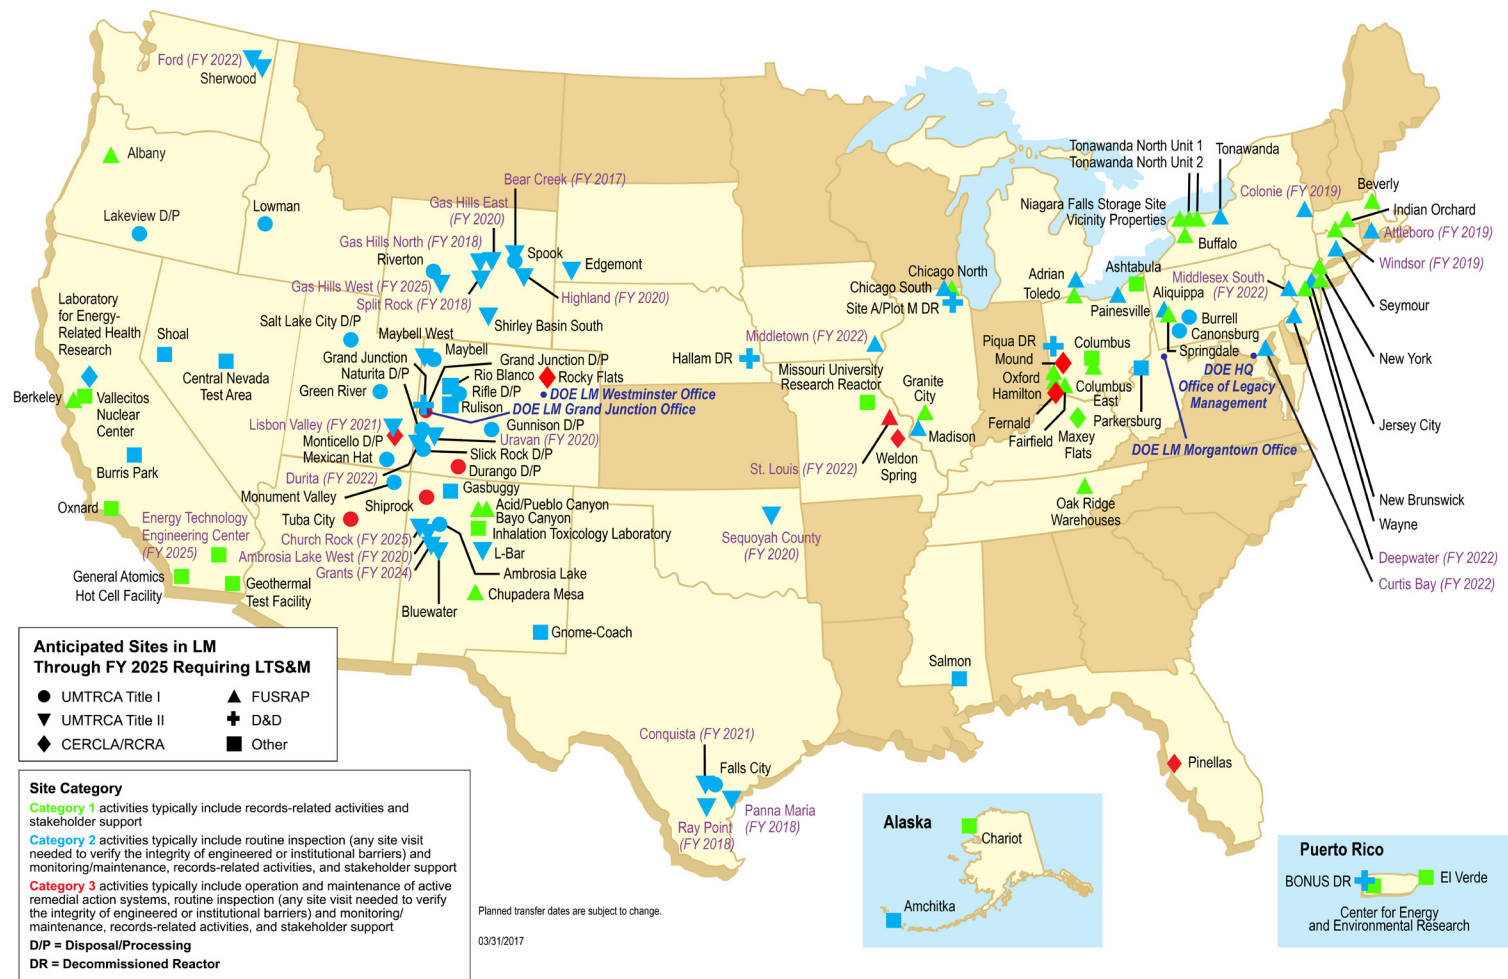 Ford (FY 2022)
Sherwood
Albany
Lakeview D/P
Lowman
Bear Creek (FY 2017)
Gas Hills East
(FY 2020)
Gas Hills North (FY 2018)
Riverton
Spook
Edgemont
Gas Hills West (FY 2025)
Split Rock (FY 2018)
Highland (FY 2020)
Shirley Basin South
Laboratory
for Energy-
Related Health
Research
Shoal
Central Nevada
Test Area
Salt Lake City D/P
Maybell West
Maybell
Grand Junction
Naturita D/P
Green River
Grand Junction D/P
Rio Blanco
Rocky Flats
Rifle D/P
Rulison
DOE LM Westminster Office
DOE LM Grand Junction Office
Berkeley
Vallecitos
Nuclear
Center
Burris Park
Lisbon Valley (FY 2021)
Monticello D/P
Mexican Hat
Gunnison D/P
Uravan (FY 2020)
Slick Rock D/P
Durango D/P
Durita (FY 2022)
Monument Valley
Shiprock
Gasbuggy
Tuba City
Acid/Pueblo Canyon
Bayo Canyon
Inhalation Toxicology Laboratory
Church Rock (FY 2025)
Ambrosia Lake West (FY 2020)
Grants (FY 2024)
L-Bar
Ambrosia Lake
Bluewater
Chupadera Mesa
Gnome-Coach
Oxnard
Energy Technology
Engineering Center
(FY 2025)
General Atomics
Hot Cell Facility
Geothermal
Test Facility
Hallam DR
Sequoyah County
(FY 2020)
Conquista (FY 2021)
Falls City
Panna Maria
(FY 2018)
Ray Point
(FY 2018)
Chicago North
Chicago South
Site A/Plot M DR
Middletown (FY 2022)
Missouri University
Research Reactor
Granite
City
Madison
Weldon
Spring
St. Louis (FY 2022)
Adrian
Toledo
Ashtabula
Painesville
Piqua DR
Mound
Oxford
Hamilton
Fernald
Fairfield
Columbus
Columbus
East
Maxey
Flats
Parkersburg
Oak Ridge
Warehouses
Salmon
Pinellas
Tonawanda North Unit 1
Tonawanda North Unit 2
Tonawanda
Niagara Falls Storage Site
Vicinity Properties
Buffalo
Colonie (FY 2019)
Beverly
Indian Orchard
Attleboro (FY 2019)
Windsor (FY 2019)
Seymour
Middlesex South
(FY 2022)
Aliquippa
Burrell
Canonsburg
Springdale
DOE HQ
Office of Legacy
Management
DOE LM Morgantown Office
New York
Jersey City
New Brunswick
Wayne
Deepwater (FY 2022)
Curtis Bay (FY 2022)
Anticipated Sites in LM
Through FY 2025 Requiring LTS&M
UMTRCA Title I
FUSRAP
UMTRCA Title II
D&D
CERCLA/RCRA
Other
Site Category
Category 1 activities typically include records-related activities and
stakeholder support
Category 2 activities typically include routine inspection (any site visit
needed to verify the integrity of engineered or institutional barriers) and
monitoring/maintenance, records-related activities, and stakeholder support
Category 3 activities typically include operation and maintenance of active
remedial action systems, routine inspection (any site visit needed to verify
the integrity of engineered or institutional barriers) and monitoring/
maintenance, records-related activities, and stakeholder support
D/P = Disposal/Processing
DR = Decommissioned Reactor
Planned transfer dates are subject to change.
03/31/2017
Alaska
Chariot
Amchitka
Puerto Rico
BONUS DR
El Verde
Center for Energy
and Environmental Research